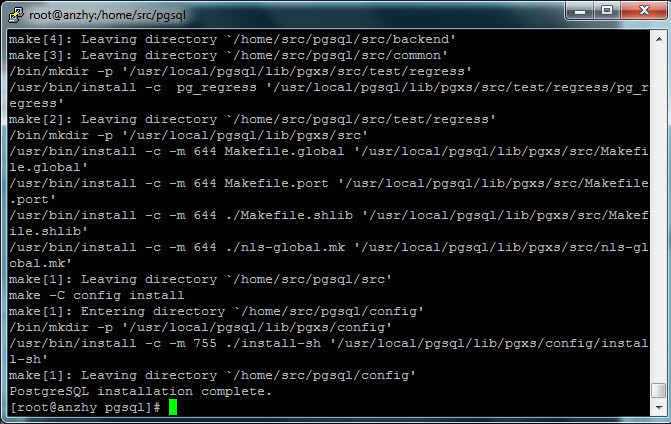 root@anzhy:/home/src/pgsql
make[4]: Leaving directory `/home/src/pgsql/src/backend'
make[3]: Leaving directory `/home/src/pgsql/src/common'
/bin/mkdir -p '/usr/local/pgsql/lib/pgxs/src/test/regress'
/usr/bin/install -c  pg_regress '/usr/local/pgsql/lib/pgxs/src/test/regress/pg_r
egress'
make[2]: Leaving directory `/home/src/pgsql/src/test/regress'
/bin/mkdir -p '/usr/local/pgsql/lib/pgxs/src'
/usr/bin/install -c -m 644 Makefile.global '/usr/local/pgsql/lib/pgxs/src/Makefi
le.global'
/usr/bin/install -c -m 644 Makefile.port '/usr/local/pgsql/lib/pgxs/src/Makefile
.port'
/usr/bin/install -c -m 644 ./Makefile.shlib '/usr/local/pgsql/lib/pgxs/src/Makef
ile.shlib'
/usr/bin/install -c -m 644 ./nls-global.mk '/usr/local/pgsql/lib/pgxs/src/nls-gl
obal.mk'
make[1]: Leaving directory `/home/src/pgsql/src'
make -C config install
make[1]: Entering directory `/home/src/pgsql/config'
/bin/mkdir -p '/usr/local/pgsql/lib/pgxs/config'
/usr/bin/install -c -m 755 ./install-sh '/usr/local/pgsql/lib/pgxs/config/instal
l-sh'
make[1]: Leaving directory `/home/src/pgsql/config'
PostgreSQL installation complete.
[root@anzhy pgsql]#